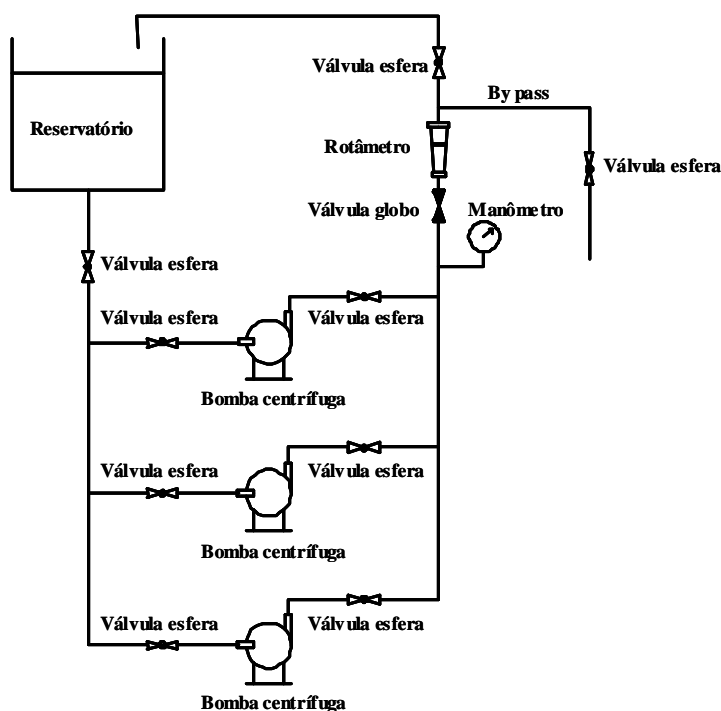 Válvula esfera
By pass
Reservatório
Rotâmetro
Válvula esfera
Válvula globo
Manômetro
Válvula esfera
Válvula esfera
Válvula esfera
Bomba centrífuga
Válvula esfera
Válvula esfera
Bomba centrífuga
Válvula esfera
Válvula esfera
Bomba centrífuga